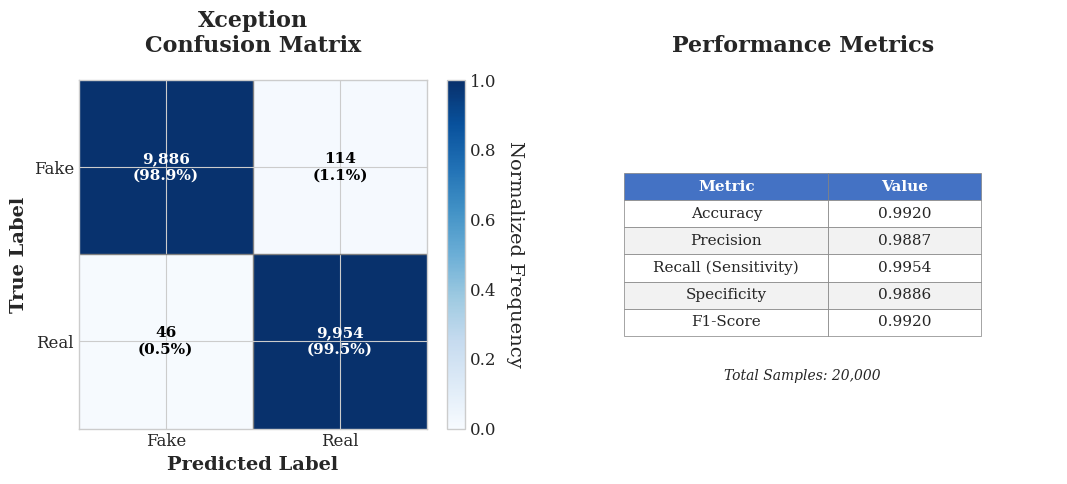 Xception
Confusion Matrix
Fake
Real
True Label
9,886
(98.9%)
114
(1.1%)
46
(0.5%)
9,954
(99.5%)
Fake
Real
Predicted Label
1.0
0.8
0.6
0.4
0.2
0.0
Normalized Frequency
Performance Metrics
Metric Value
Accuracy 0.9920
Precision 0.9887
Recall (Sensitivity) 0.9954
Specificity 0.9886
F1-Score 0.9920
Total Samples: 20,000